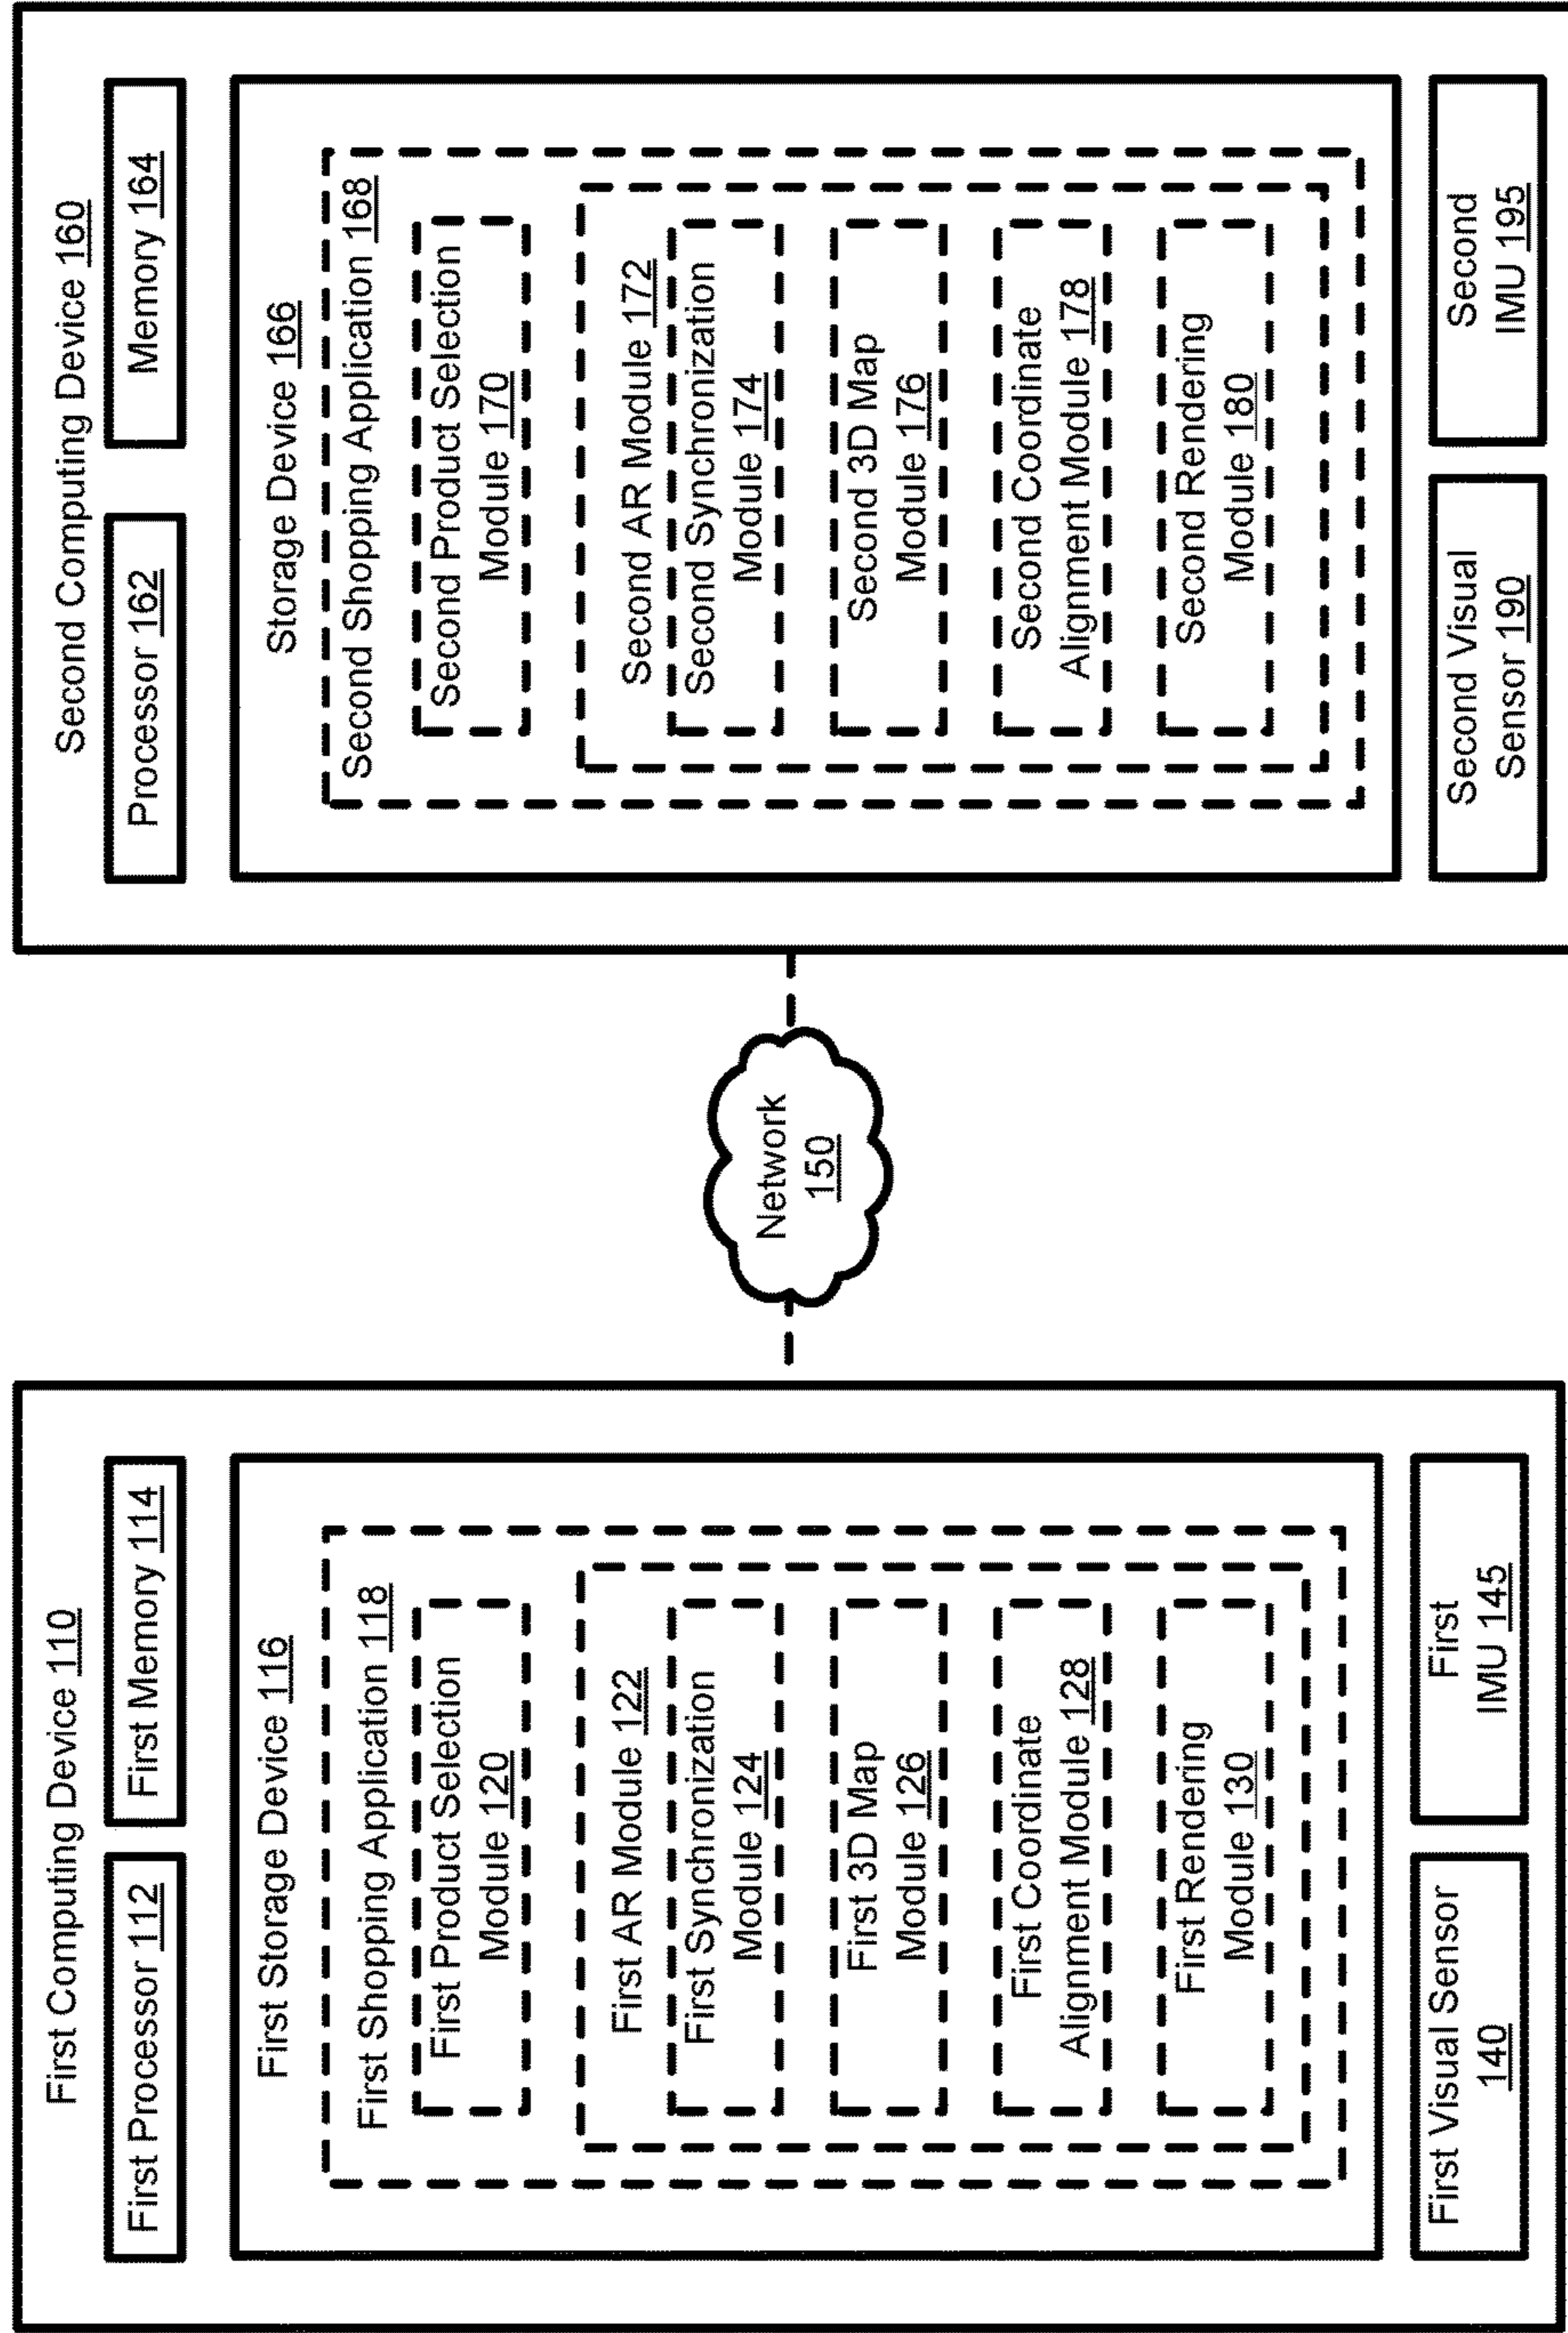 First Computing Device 110
First Processor 112
First Memory 114
First Storage Device 116
First Shopping Application 118
First Product Selection
Module 120
First AR Module 122
First Synchronization
Module 124
First 3D Map
Module 126
First Coordinate
Alignment Module 128
First Rendering
Module 130
First Visual Sensor
140
First
IMU 145
Network
150
Second Computing Device 160
Processor 162
Memory 164
Storage Device 166
Second Shopping Application 168
Second Product Selection
Module 170
Second AR Module 172
Second Synchronization
Module 174
Second 3D Map
Module 176
Second Coordinate
Alignment Module 178
Second Rendering
Module 180
Second Visual
Sensor 190
Second
IMU 195